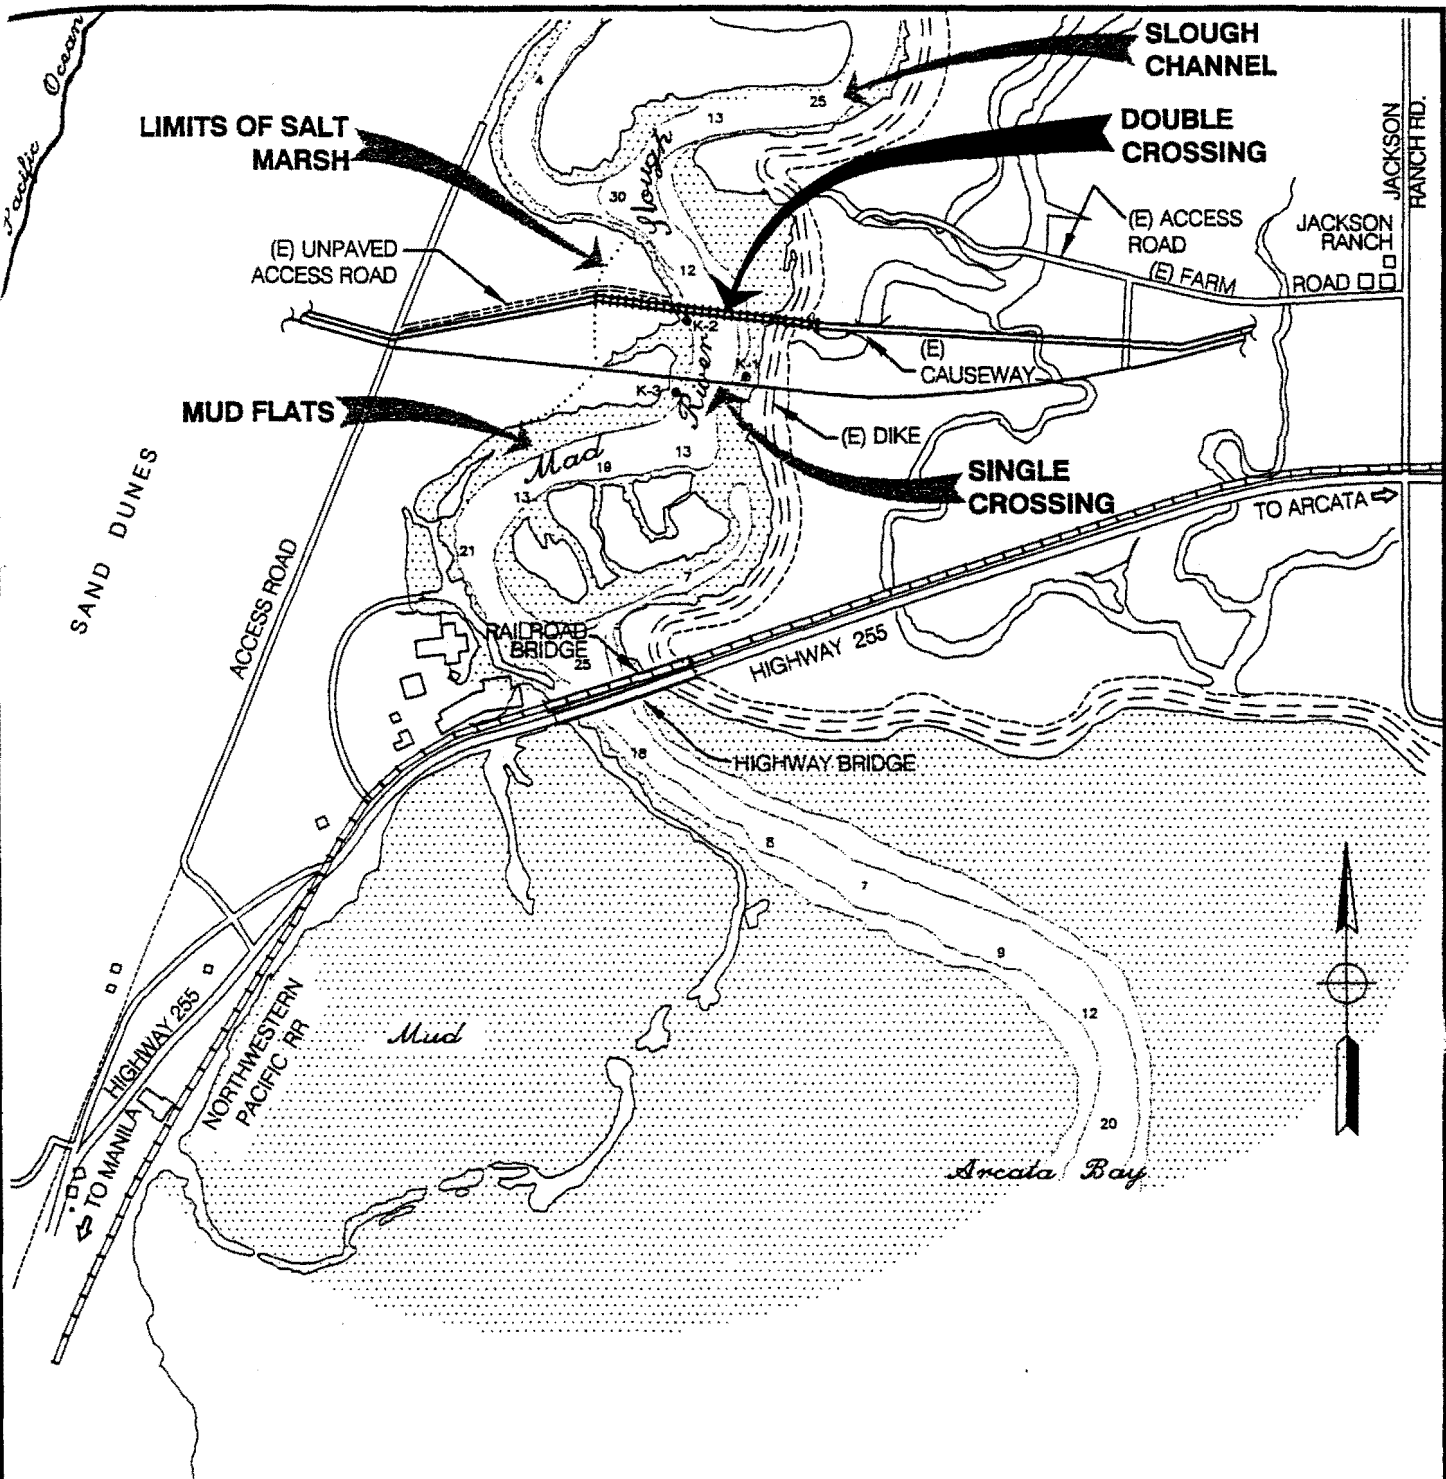 Pacific Ocean
SLOUGH
CHANNEL
4
25
13
LIMITS OF SALT
MARSH
DOUBLE
CROSSING
JACKSON
RANCH RD.
30
Slough
(E) ACCESS
ROAD
JACKSON
RANCH
(E) UNPAVED
ACCESS ROAD
12
(E) FARM
ROAD
K-2
River
K-1
K-3
(E)
CAUSEWAY
MUD FLATS
(E) DIKE
Mad
19
13
13
SINGLE
CROSSING
TO ARCATA
SAND DUNES
21
7
ACCESS ROAD
RAILROAD
BRIDGE
25
HIGHWAY 255
18
HIGHWAY BRIDGE
8
7
9
12
20
Mud
HIGHWAY 255
NORTHWESTERN
PACIFIC RR
TO MANILA
Arcata Bay